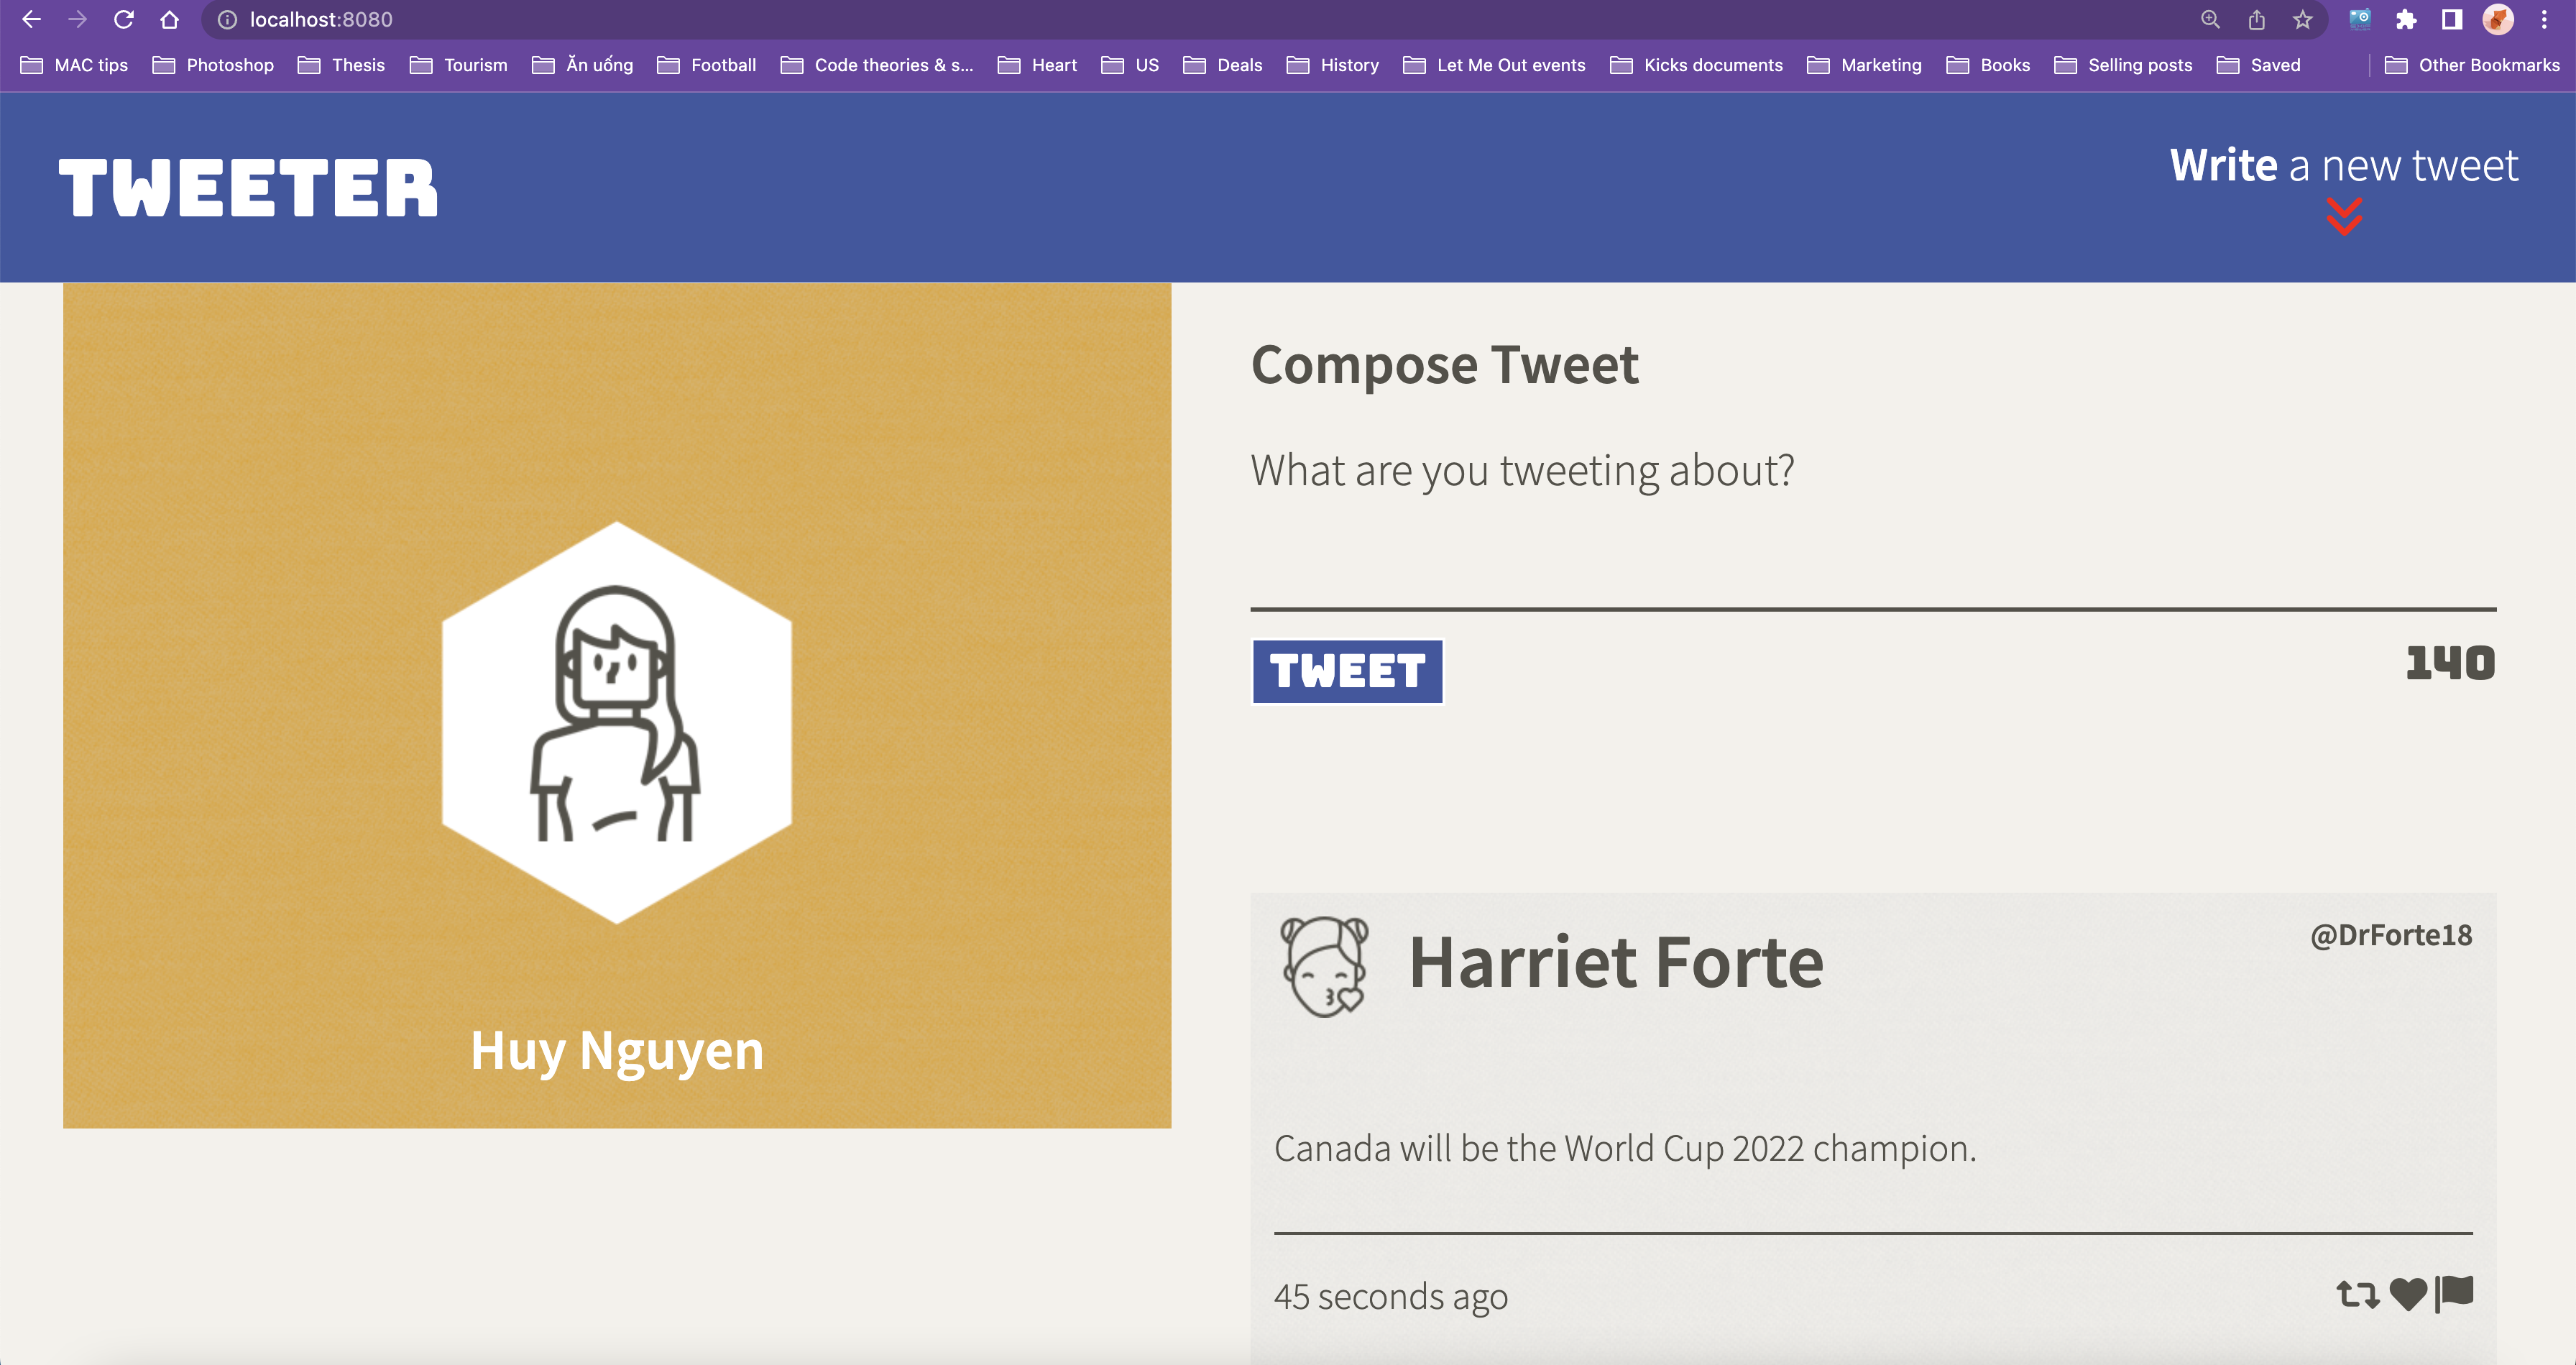 localhost:8080
MAC tips
Photoshop
Thesis
Tourism
Ăn uống
Football
Code theories & s...
Heart
US
Deals
History
Let Me Out events
Kicks documents
Marketing
Books
Selling posts
Saved
Other Bookmarks
TWEETER
Write a new tweet
Huy Nguyen
Compose Tweet
What are you tweeting about?
TWEET
140
Harriet Forte
@DrForte18
Canada will be the World Cup 2022 champion.
45 seconds ago